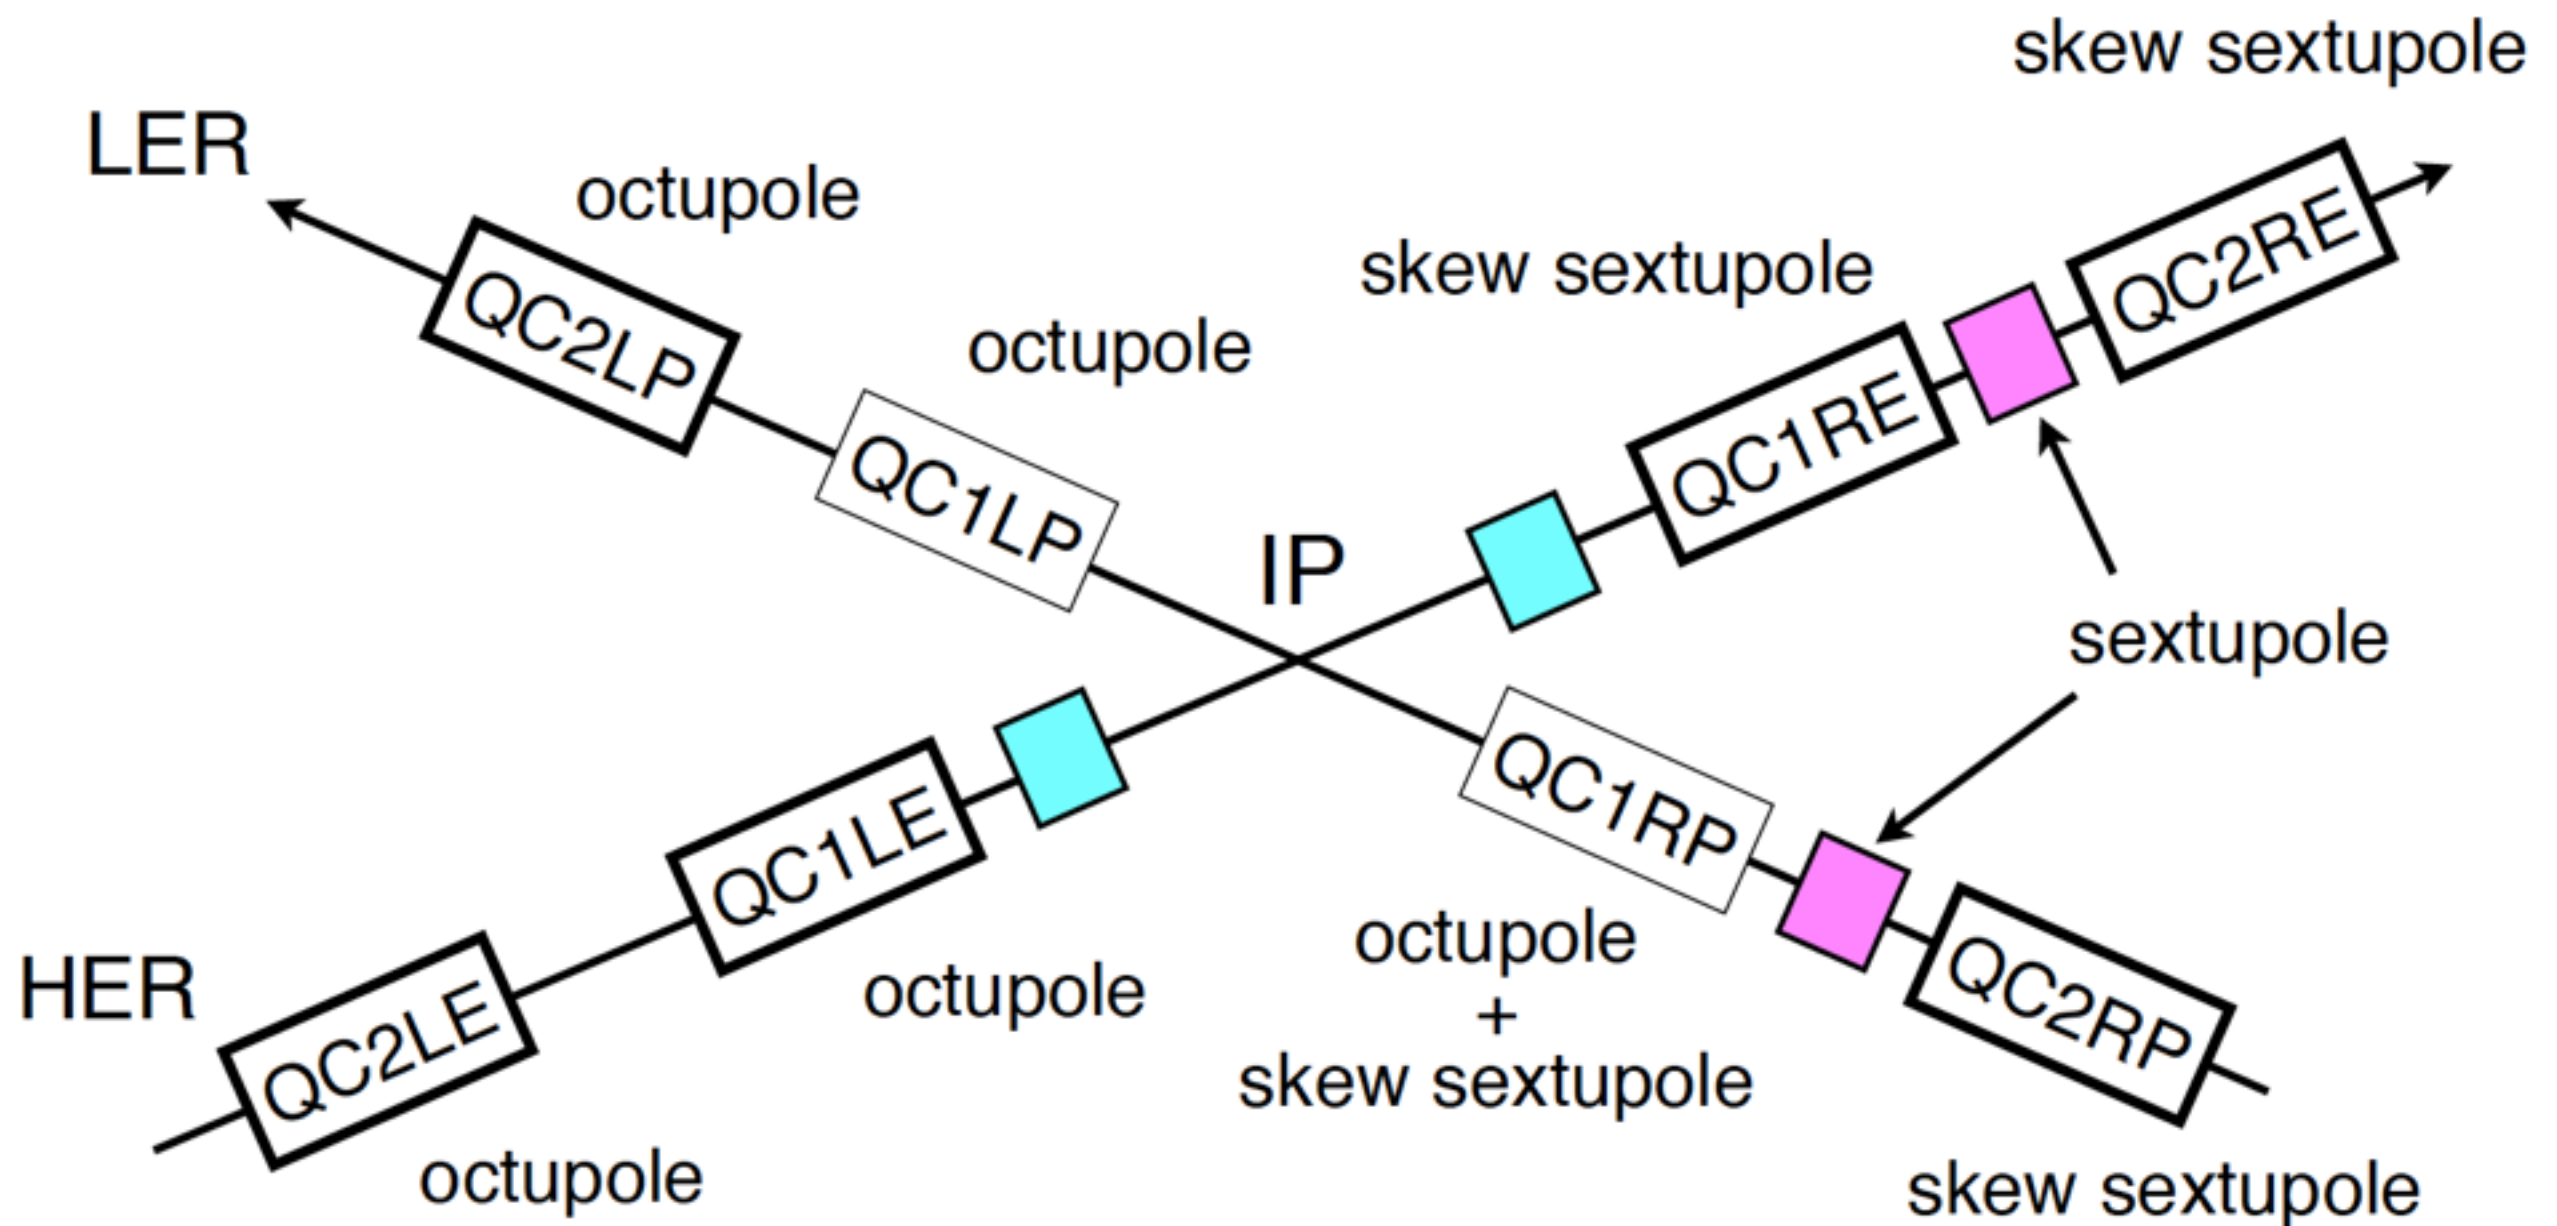 skew sextupole
LER
octupole
QC2RE
skew sextupole
QC2LP
octupole
QC1RE
QC1LP
IP
sextupole
QC1RP
QC1LE
octupole
+
skew sextupole
HER
octupole
QC2RP
QC2LE
octupole
skew sextupole